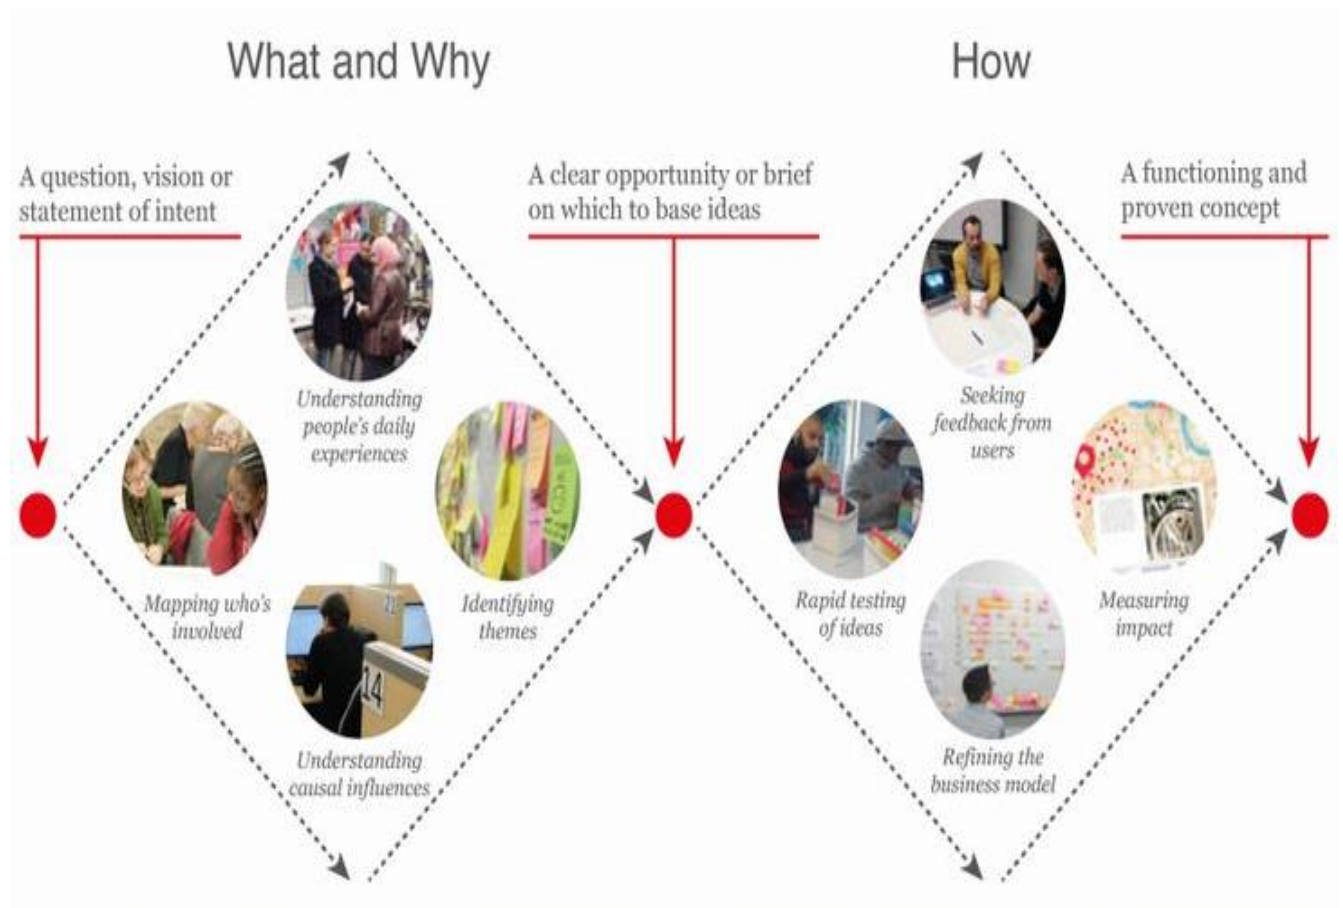 What and Why
How
A question, vision or
statement of intent
A clear opportunity or brief
on which to base ideas
A functioning and
proven concept
Understanding
people's daily
experiences
Seeking
feedback from
users
Mapping who's
involved
Identifying
themes
Rapid testing
of ideas
Measuring
impact
14
Understanding
causal influences
Refining the
business model